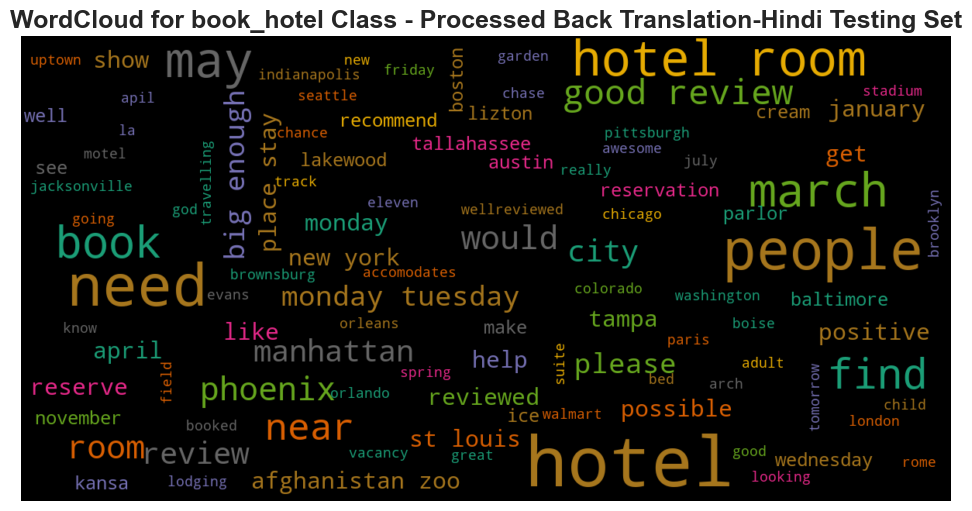 WordCloud for book_hotel Class - Processed Back Translation-Hindi Testing Set
uptown
show
may
indianapolis
new
friday
boston
garden
hotel room
good review
stadium
well
apil
la
big enough
seattle
recommend
chase
lizton
cream
january
chance
place stay
tallahassee
pittsburgh
awesome
get
see
motel
travelling
lakewood
austin
really
july
jacksonville
track
reservation
march
god
eleven
wellreviewed
chicago
parlor
brooklyn
going
book
monday
would
city
people
need
new york
brownsburg
accomodates
evans
monday tuesday
colorado
washington
baltimore
know
like
orleans
make
tampa
boise
positive
april
manhattan
help
suite
please
paris
adult
find
reserve
field
phoenix
orlando
spring
reviewed
bed
arch
tomorrow
child
november
booked
near
ice
walmart
possible
london
room
review
st louis
vacancy
great
hotel
good
wednesday
rome
kansa
lodging
afghanistan zoo
looking